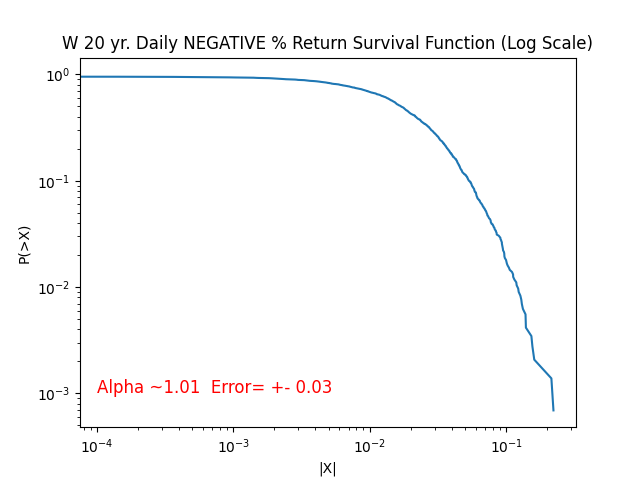 W 20 yr. Daily NEGATIVE % Return Survival Function (Log Scale)
10⁰
10⁻¹
10⁻²
10⁻³
P(>X)
Alpha ~1.01  Error= +- 0.03
10⁻⁴ 10⁻³ 10⁻² 10⁻¹
|X|